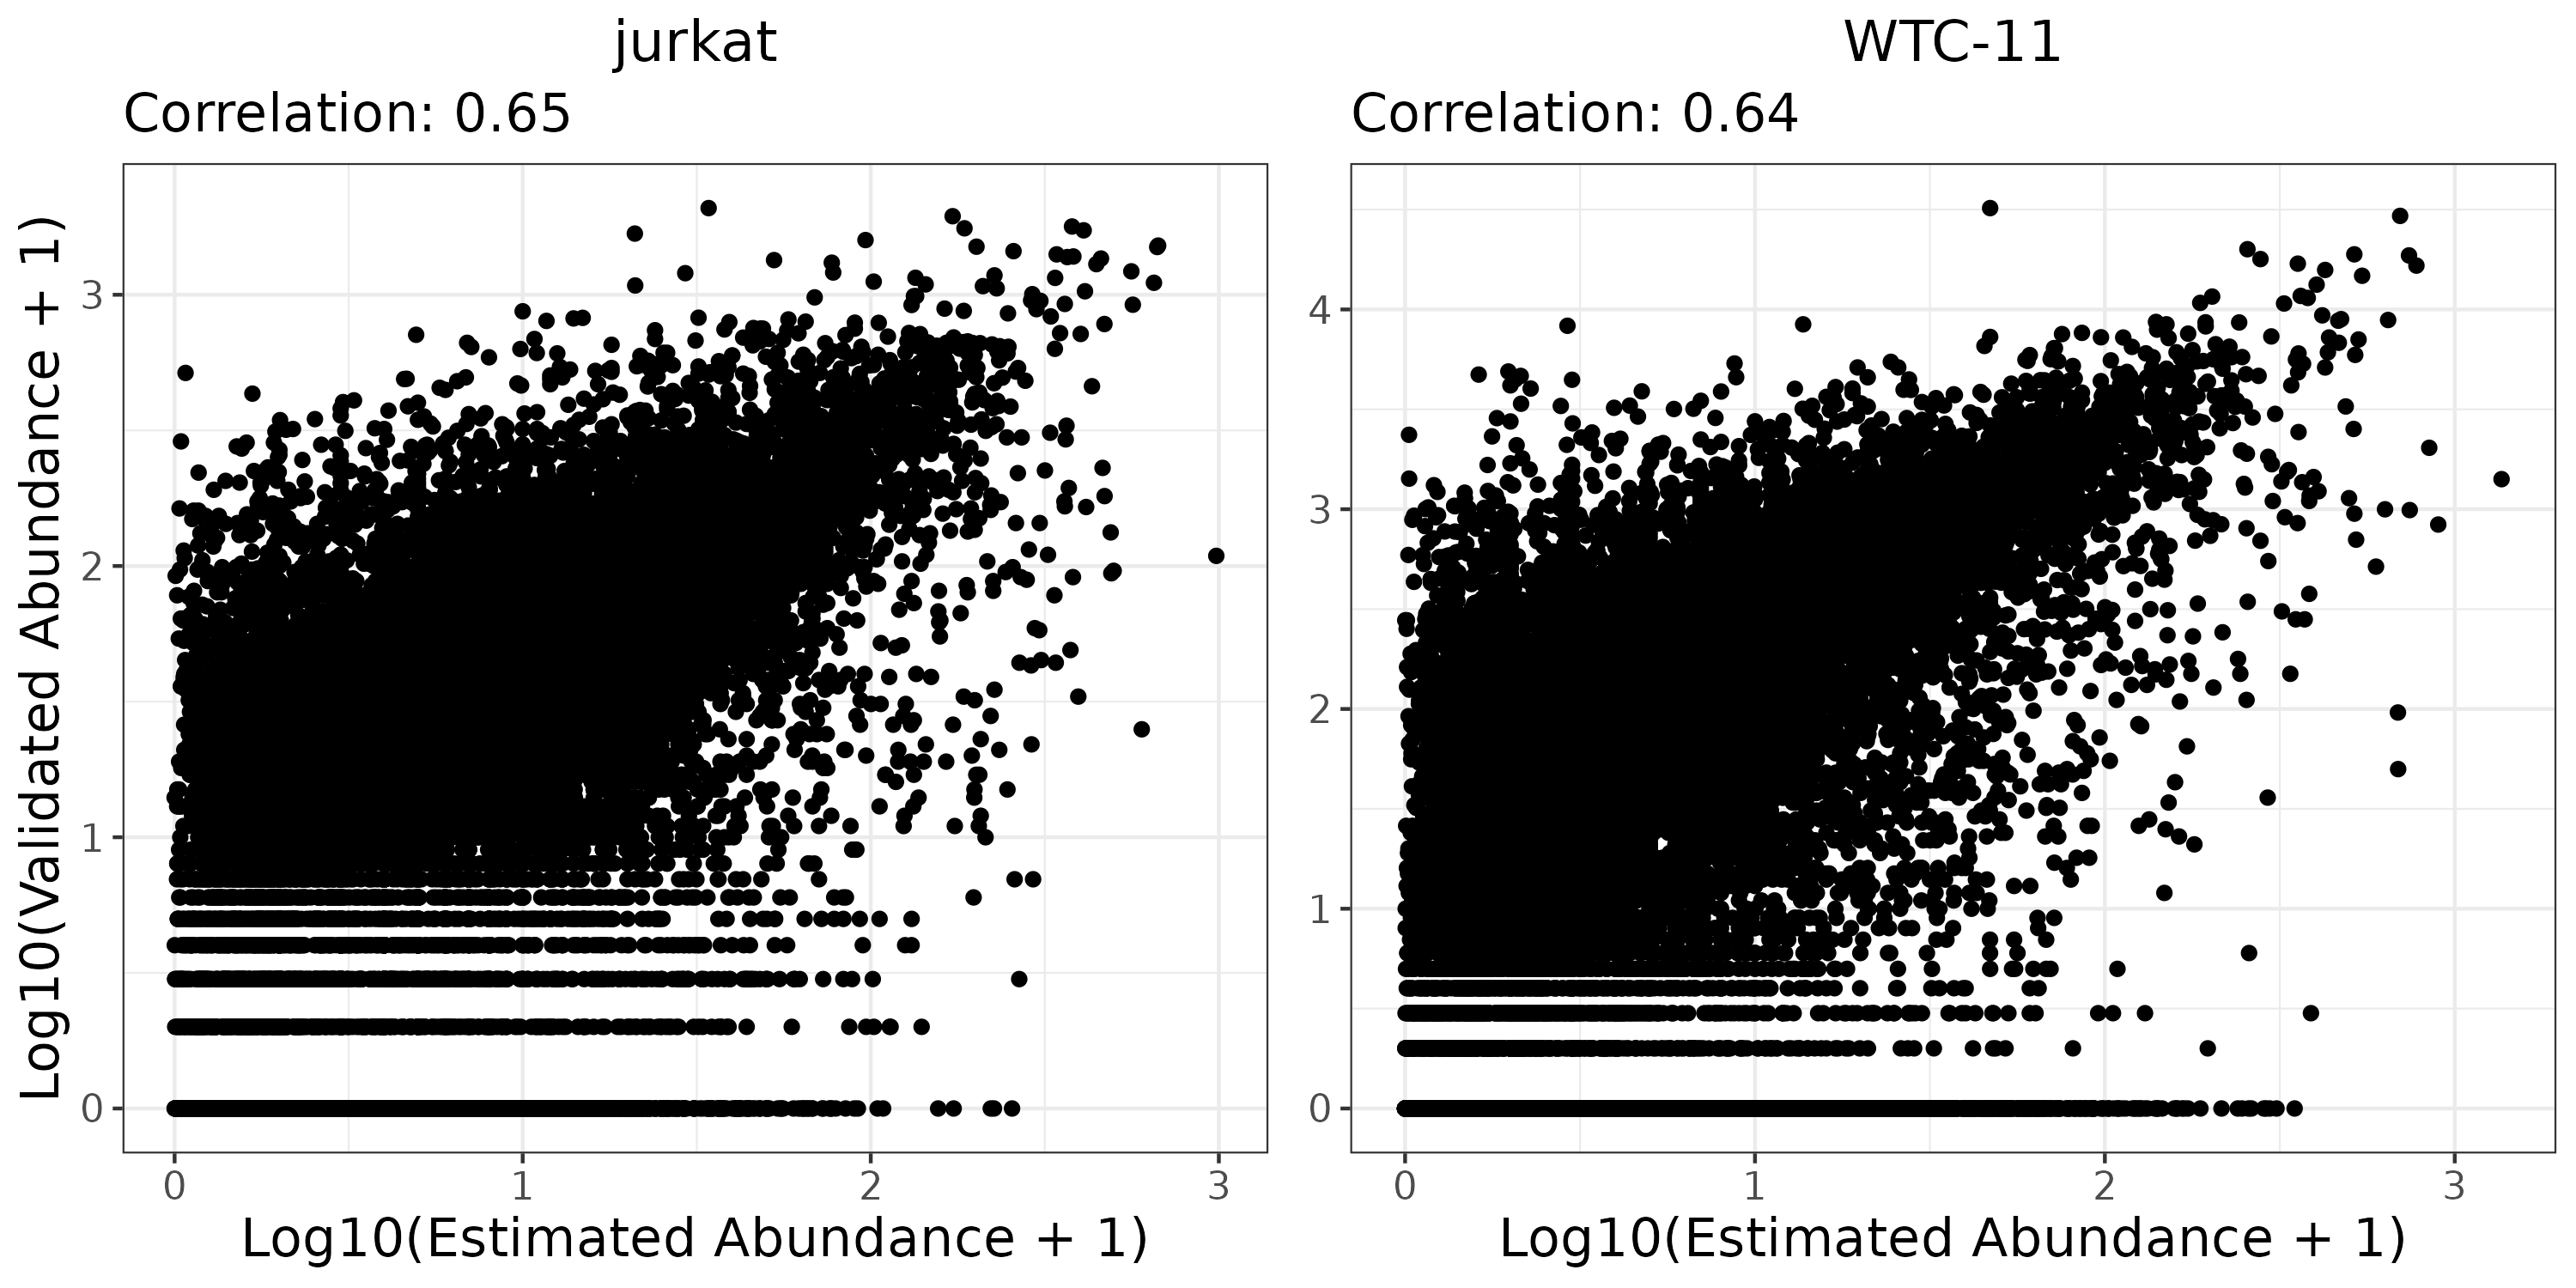 jurkat
Correlation: 0.65
Log10(Validated Abundance + 1)
3
2
1
0
0 1 2 3
Log10(Estimated Abundance + 1)
WTC-11
Correlation: 0.64
4
3
2
1
0
0 1 2 3
Log10(Estimated Abundance + 1)